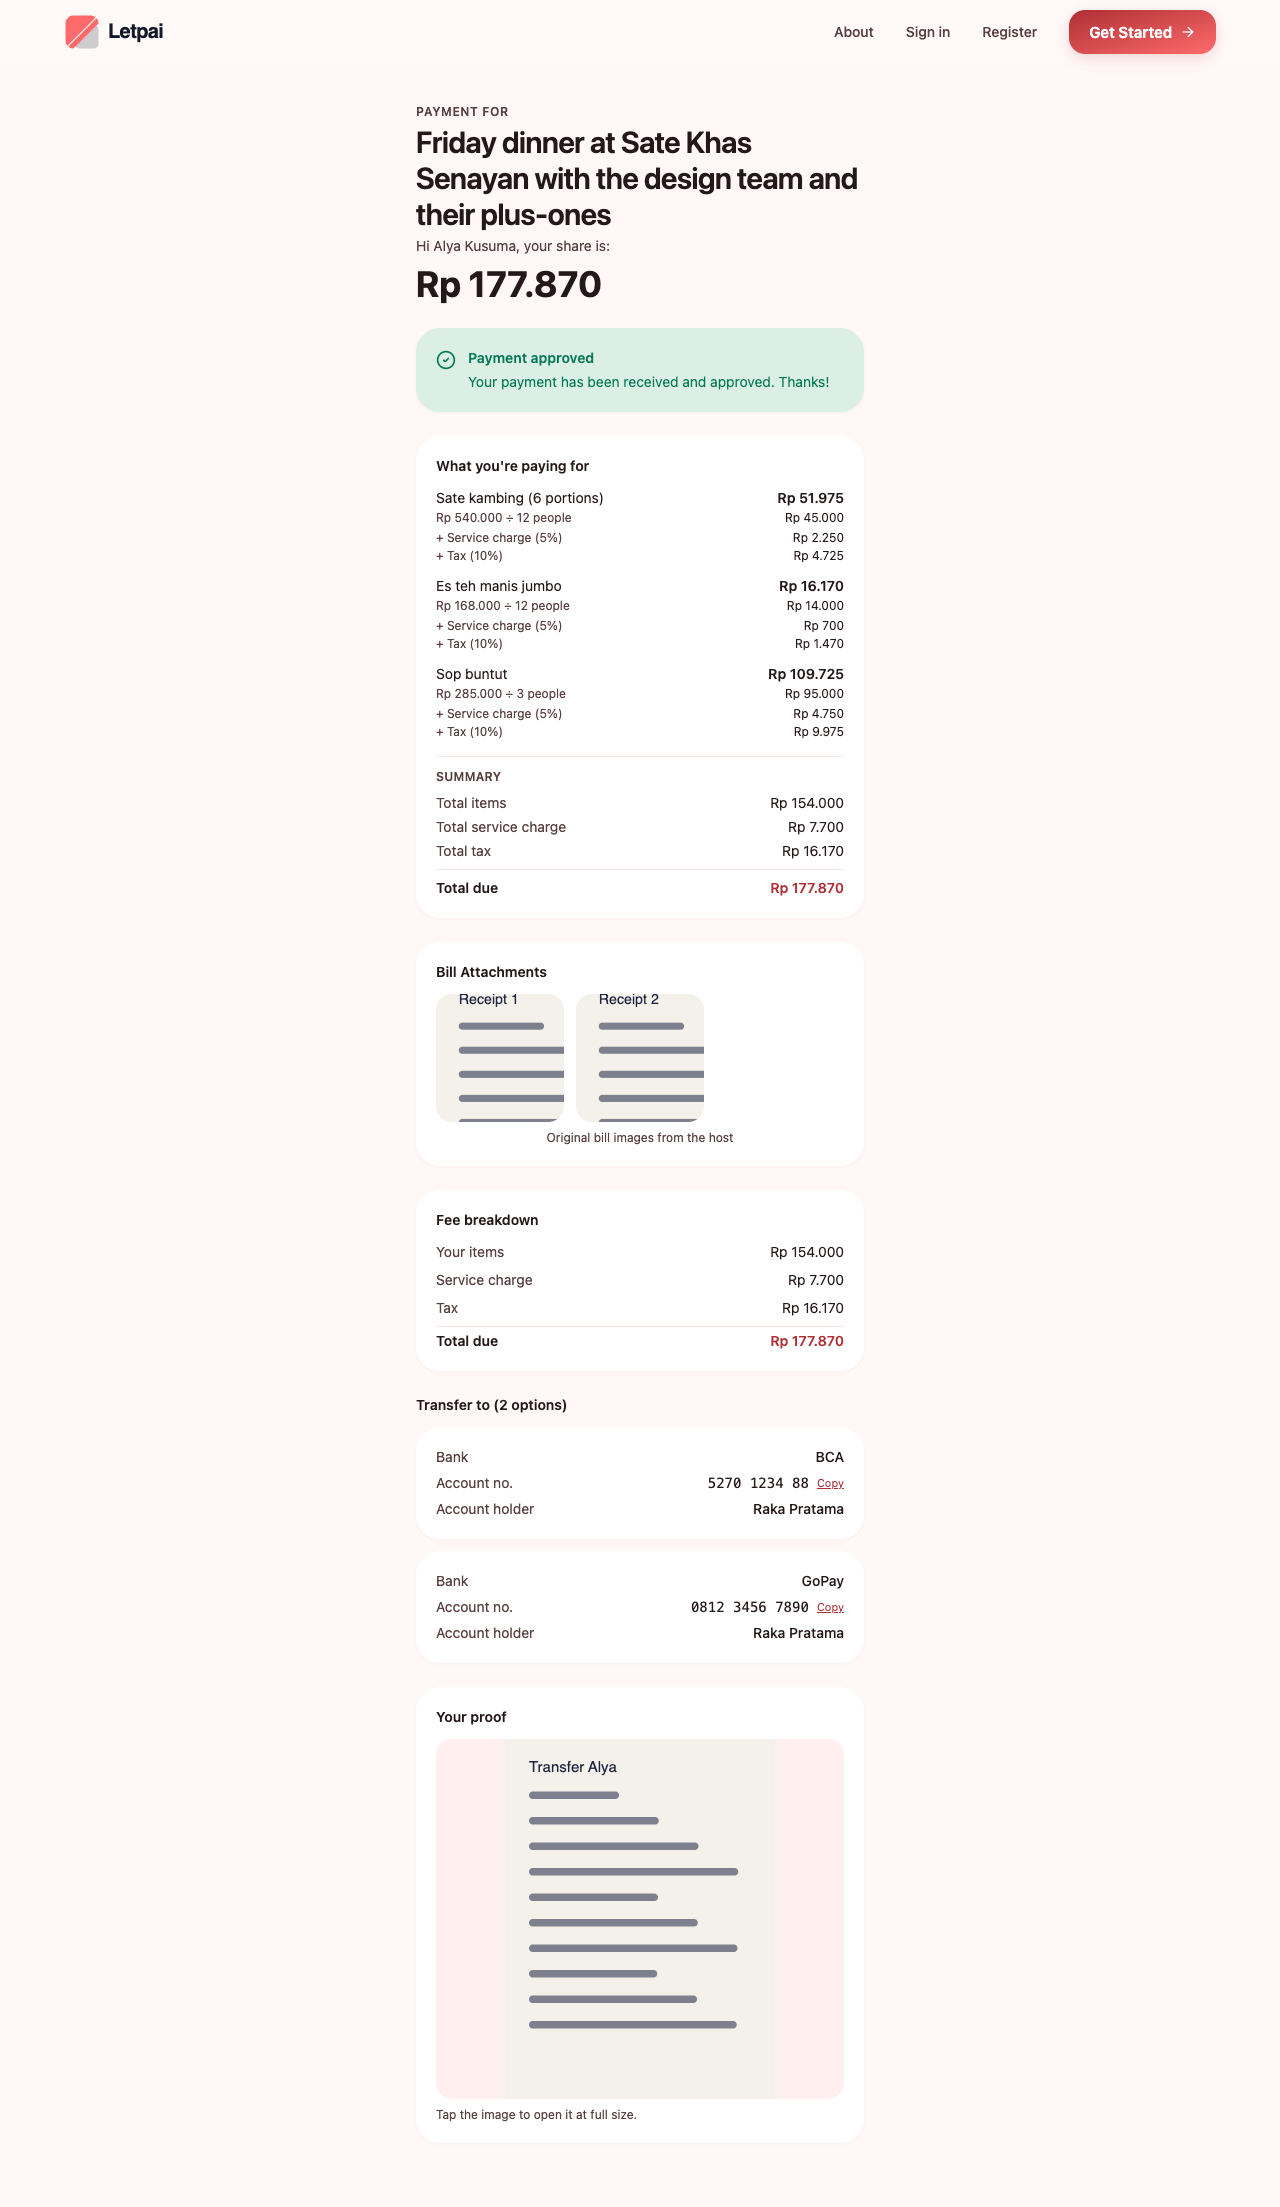 Letpai
About
Sign in
Register
Get Started
PAYMENT FOR
Friday dinner at Sate Khas
Senayan with the design team and
their plus-ones
Hi Alya Kusuma, your share is:
Rp 177.870
Payment approved
Your payment has been received and approved. Thanks!
What you're paying for
Sate kambing (6 portions) Rp 51.975
Rp 540.000 ÷ 12 people Rp 45.000
+ Service charge (5%) Rp 2.250
+ Tax (10%) Rp 4.725
Es teh manis jumbo Rp 16.170
Rp 168.000 ÷ 12 people Rp 14.000
+ Service charge (5%) Rp 700
+ Tax (10%) Rp 1.470
Sop buntut Rp 109.725
Rp 285.000 ÷ 3 people Rp 95.000
+ Service charge (5%) Rp 4.750
+ Tax (10%) Rp 9.975
SUMMARY
Total items Rp 154.000
Total service charge Rp 7.700
Total tax Rp 16.170
Total due Rp 177.870
Bill Attachments
Receipt 1
Receipt 2
Original bill images from the host
Fee breakdown
Your items Rp 154.000
Service charge Rp 7.700
Tax Rp 16.170
Total due Rp 177.870
Transfer to (2 options)
Bank BCA
Account no. 5270 1234 88 Copy
Account holder Raka Pratama
Bank GoPay
Account no. 0812 3456 7890 Copy
Account holder Raka Pratama
Your proof
Transfer Alya
Tap the image to open it at full size.